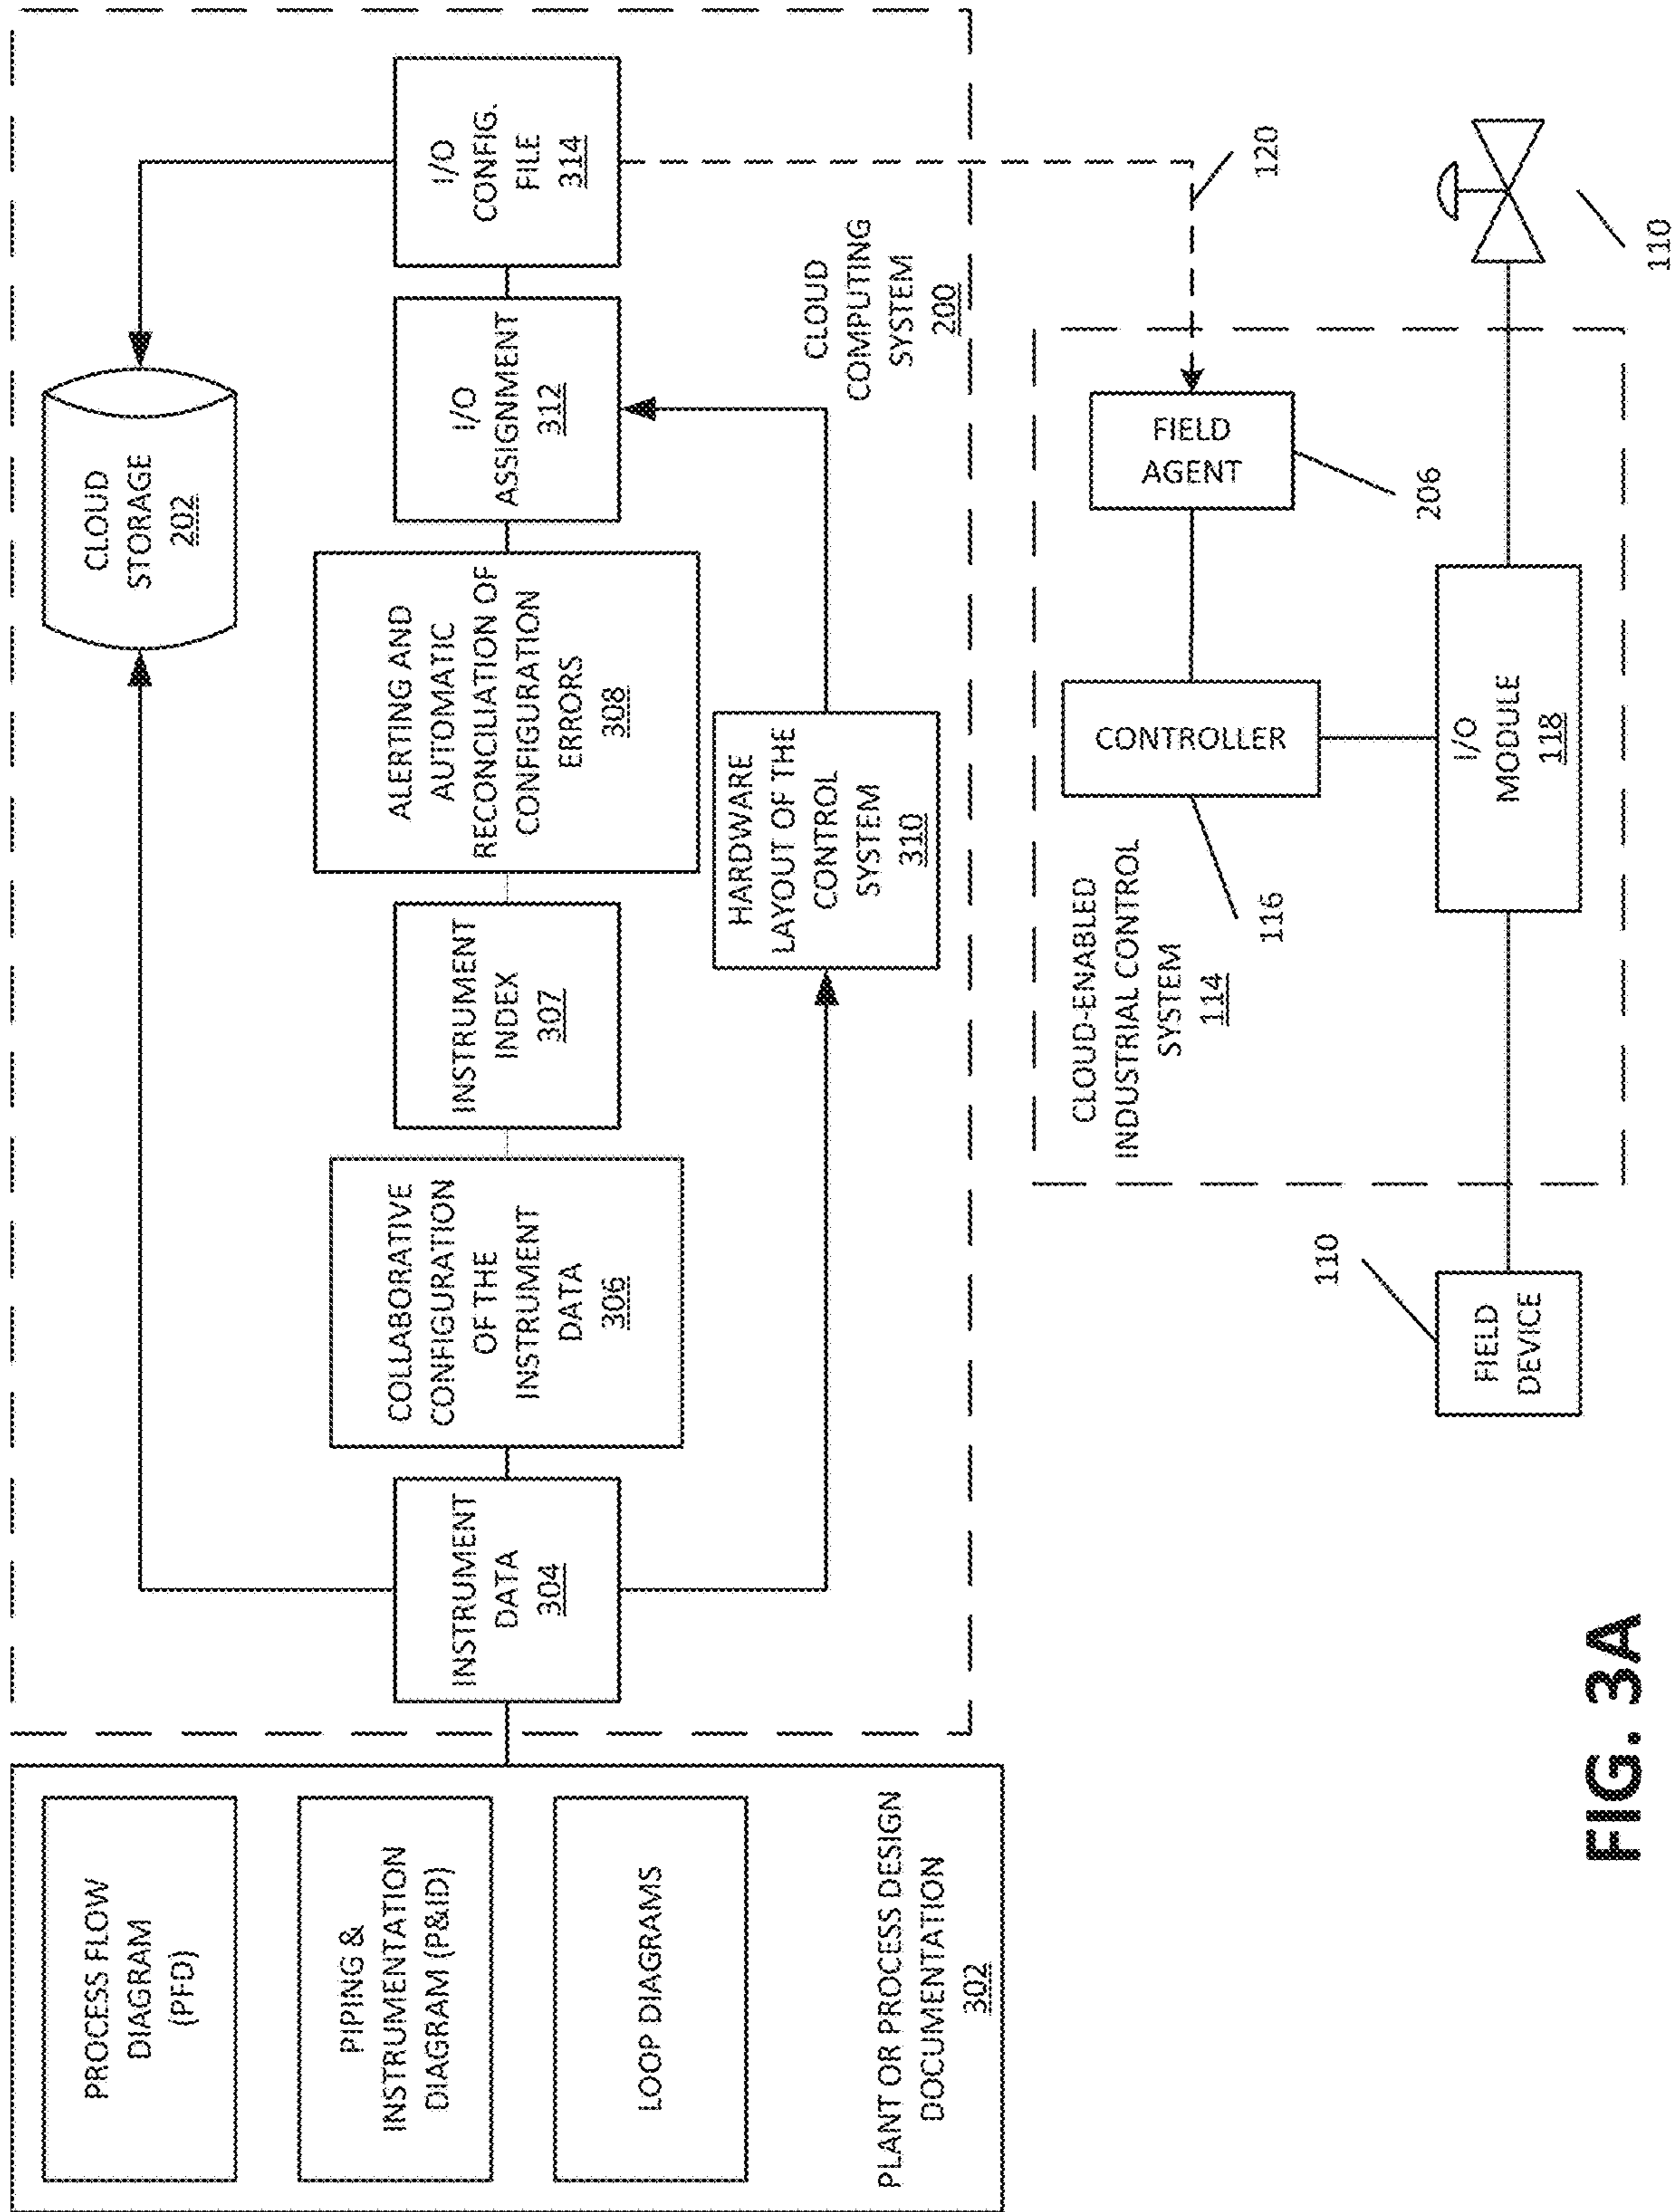 PROCESS FLOW
DIAGRAM
(PFD)
PIPING &
INSTRUMENTATION
DIAGRAM (P&ID)
LOOP DIAGRAMS
PLANT OR PROCESS DESIGN
DOCUMENTATION
302
INSTRUMENT
DATA
304
COLLABORATIVE
CONFIGURATION
OF THE
INSTRUMENT
DATA
306
INSTRUMENT
INDEX
307
ALERTING AND
AUTOMATIC
RECONCILIATION OF
CONFIGURATION
ERRORS
308
HARDWARE
LAYOUT OF THE
CONTROL
SYSTEM
310
I/O
ASSIGNMENT
312
I/O
CONFIG.
FILE
314
CLOUD
STORAGE
202
CLOUD
COMPUTING
SYSTEM
200
CLOUD-ENABLED
INDUSTRIAL CONTROL
SYSTEM
114
CONTROLLER
116
FIELD
AGENT
206
120
I/O
MODULE
118
FIELD
DEVICE
110
110
FIG. 3A